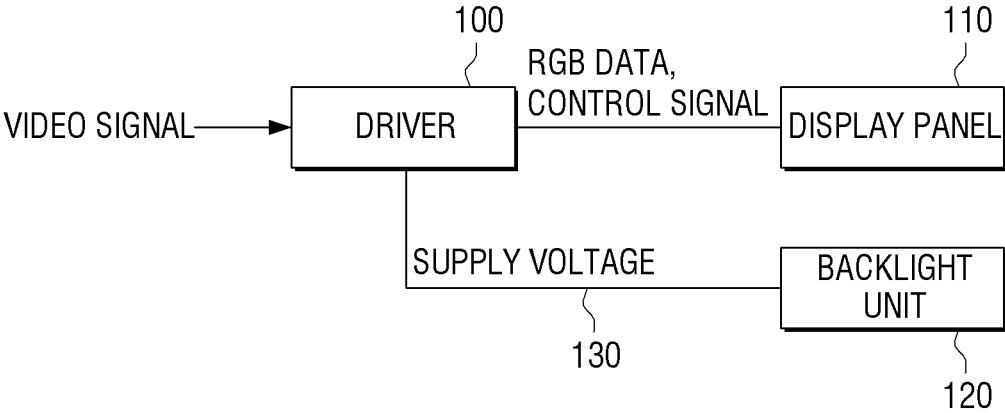 100
110
RGB DATA,
CONTROL SIGNAL
VIDEO SIGNAL
DRIVER
DISPLAY PANEL
SUPPLY VOLTAGE
BACKLIGHT
UNIT
130
120